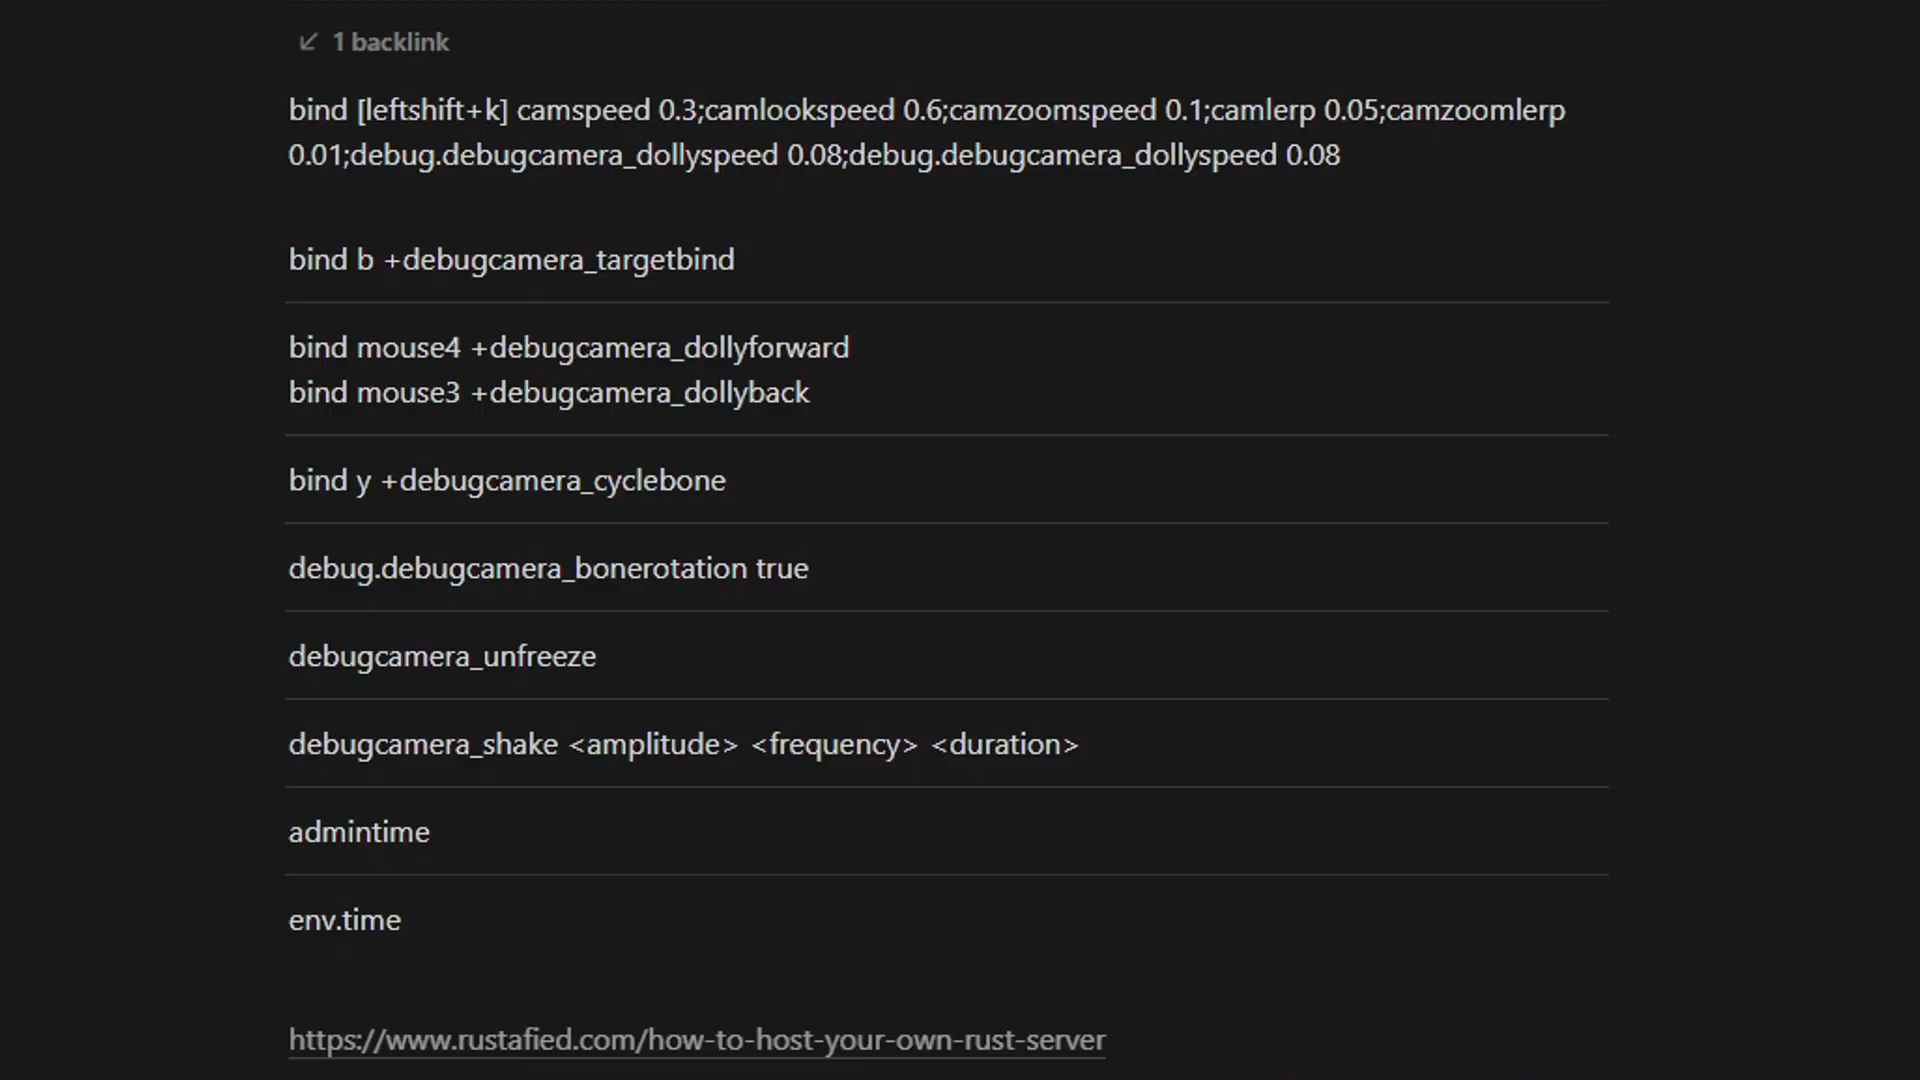 1 backlink
bind [leftshift+k] camspeed 0.3;camlookspeed 0.6;camzoomspeed 0.1;camlerp 0.05;camzoomlerp
0.01;debug.debugcamera_dollyspeed 0.08;debug.debugcamera_dollyspeed 0.08
bind b +debugcamera_targetbind
bind mouse4 +debugcamera_dollyforward
bind mouse3 +debugcamera_dollyback
bind y +debugcamera_cyclebone
debug.debugcamera_bonerotation true
debugcamera_unfreeze
debugcamera_shake <amplitude> <frequency> <duration>
admintime
env.time
https://www.rustafied.com/how-to-host-your-own-rust-server